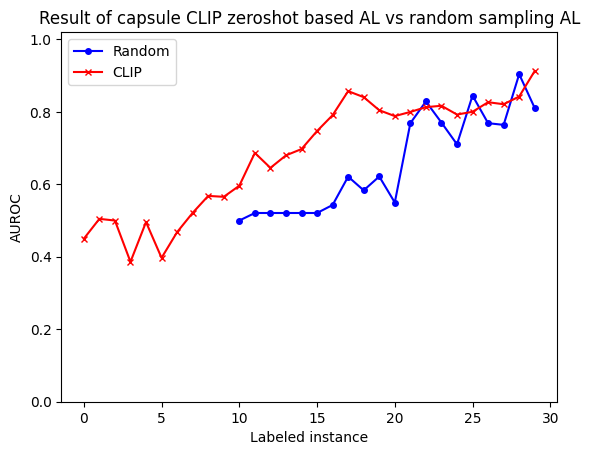 Result of capsule CLIP zeroshot based AL vs random sampling AL
Random
CLIP
AUROC
1.0
0.8
0.6
0.4
0.2
0.0
0 5 10 15 20 25 30
Labeled instance